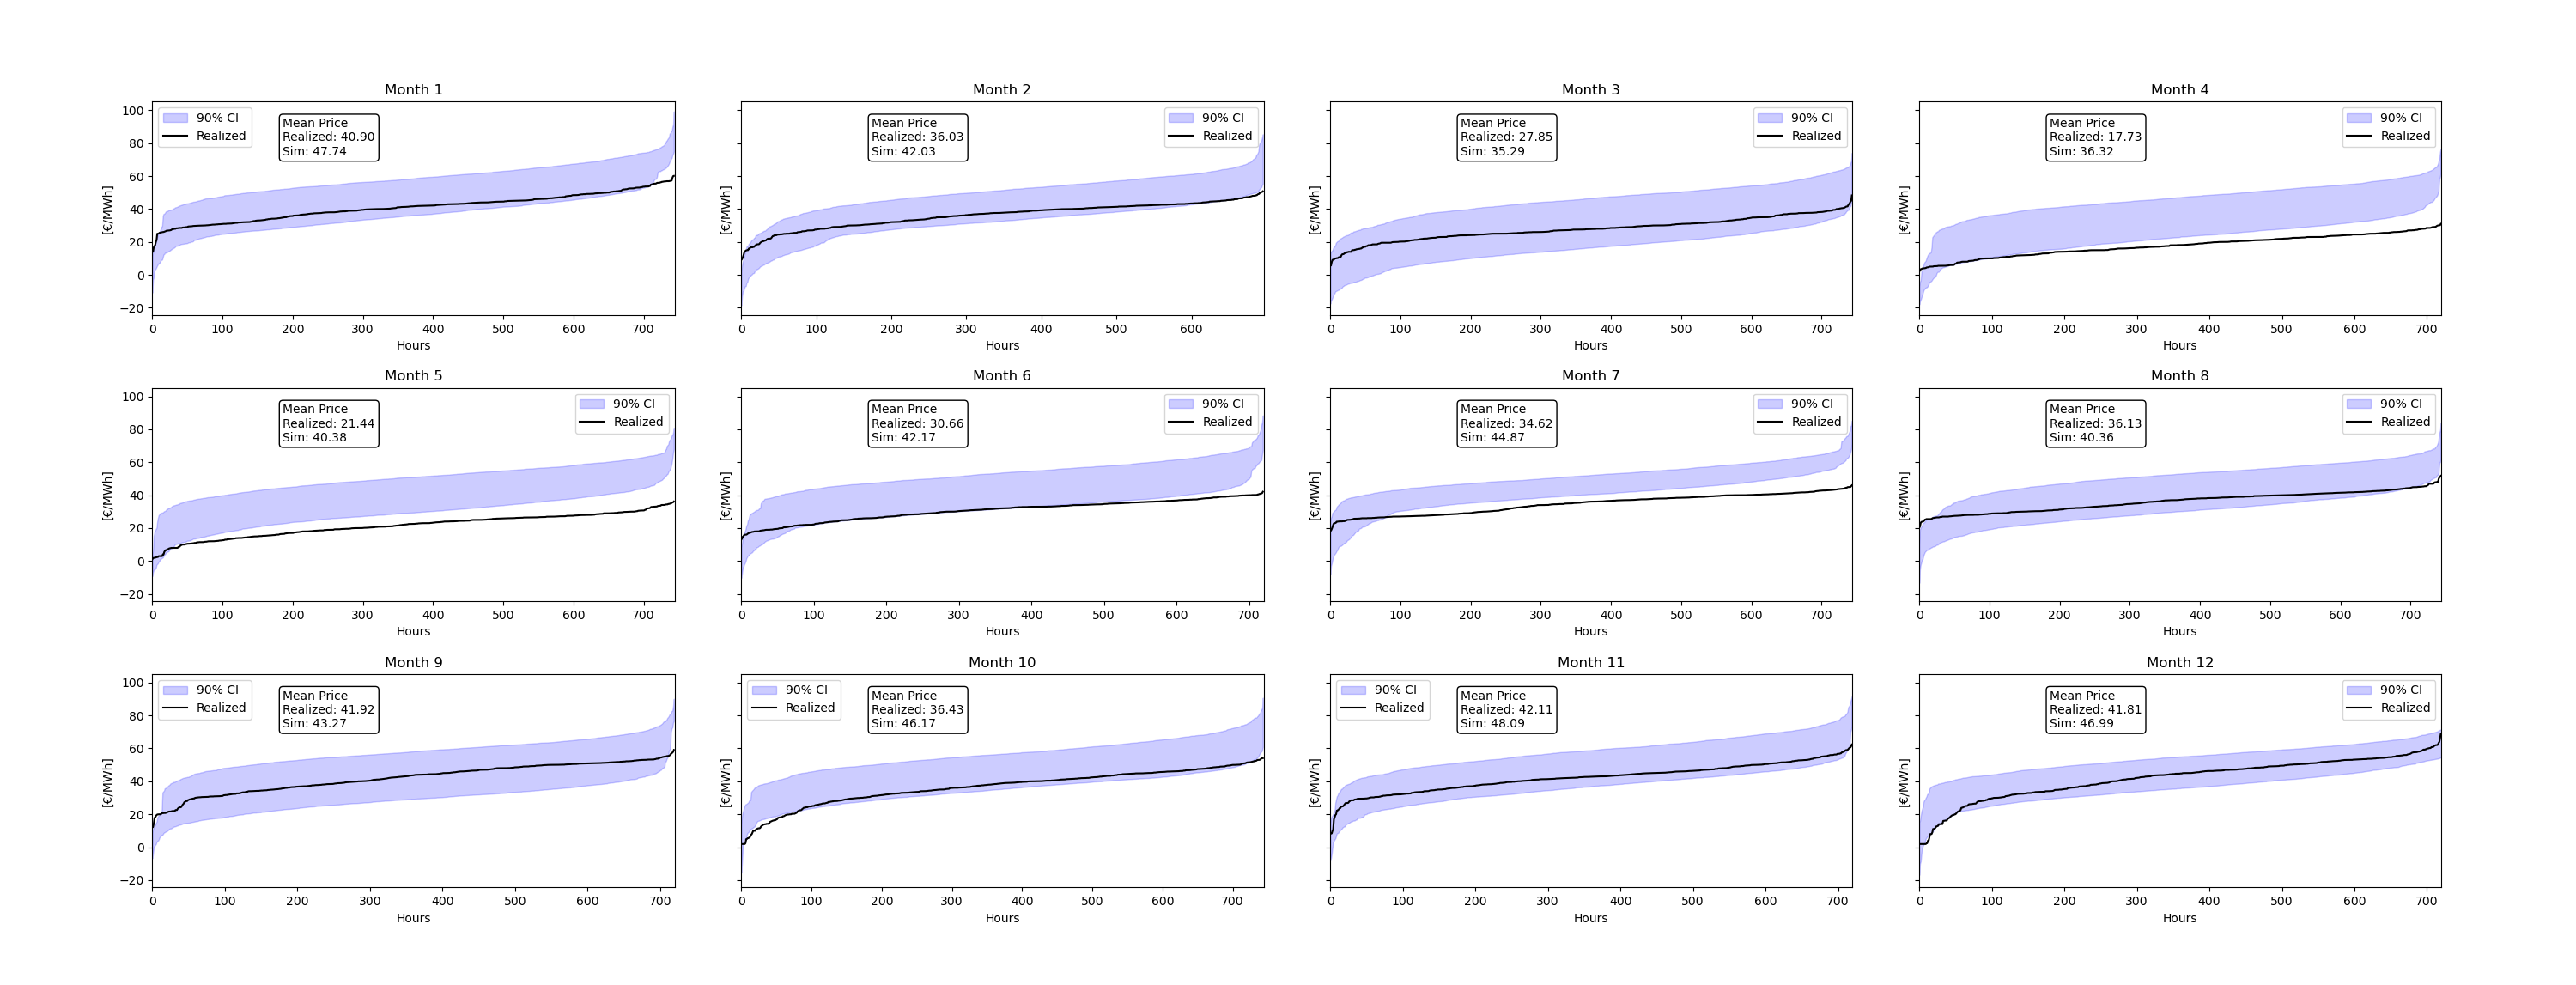 Month 1
100
80
60
40
20
0
−20
[€/MWh]
90% CI
Realized
Mean Price
Realized: 40.90
Sim: 47.74
0 100 200 300 400 500 600 700
Hours
Month 2
[€/MWh]
Mean Price
Realized: 36.03
Sim: 42.03
90% CI
Realized
0 100 200 300 400 500 600
Hours
Month 3
[€/MWh]
Mean Price
Realized: 27.85
Sim: 35.29
90% CI
Realized
0 100 200 300 400 500 600 700
Hours
Month 4
[€/MWh]
Mean Price
Realized: 17.73
Sim: 36.32
90% CI
Realized
0 100 200 300 400 500 600 700
Hours
Month 5
100
80
60
40
20
0
−20
[€/MWh]
Mean Price
Realized: 21.44
Sim: 40.38
90% CI
Realized
0 100 200 300 400 500 600 700
Hours
Month 6
[€/MWh]
Mean Price
Realized: 30.66
Sim: 42.17
90% CI
Realized
0 100 200 300 400 500 600 700
Hours
Month 7
[€/MWh]
Mean Price
Realized: 34.62
Sim: 44.87
90% CI
Realized
0 100 200 300 400 500 600 700
Hours
Month 8
[€/MWh]
Mean Price
Realized: 36.13
Sim: 40.36
90% CI
Realized
0 100 200 300 400 500 600 700
Hours
Month 9
100
80
60
40
20
0
−20
[€/MWh]
90% CI
Realized
Mean Price
Realized: 41.92
Sim: 43.27
0 100 200 300 400 500 600 700
Hours
Month 10
[€/MWh]
90% CI
Realized
Mean Price
Realized: 36.43
Sim: 46.17
0 100 200 300 400 500 600 700
Hours
Month 11
[€/MWh]
90% CI
Realized
Mean Price
Realized: 42.11
Sim: 48.09
0 100 200 300 400 500 600 700
Hours
Month 12
[€/MWh]
Mean Price
Realized: 41.81
Sim: 46.99
90% CI
Realized
0 100 200 300 400 500 600 700
Hours